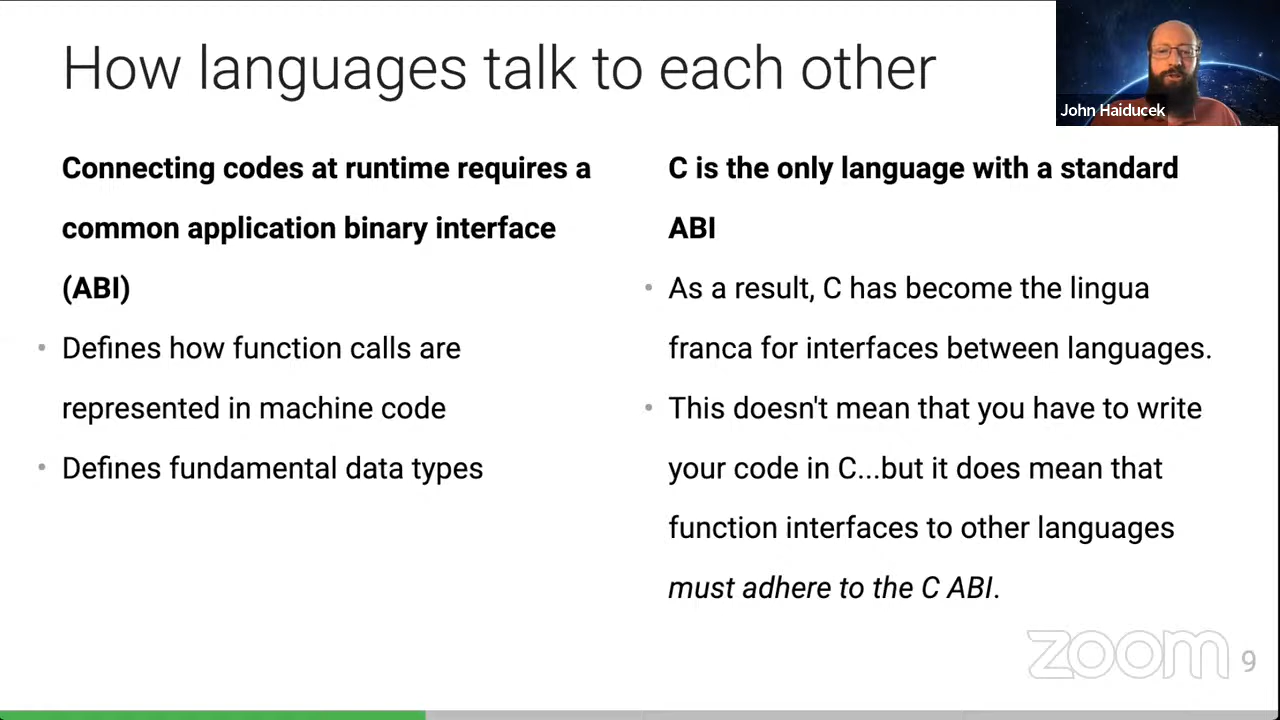 How languages talk to each other
John Haiducek
Connecting codes at runtime requires a
common application binary interface
(ABI)
• Defines how function calls are
represented in machine code
• Defines fundamental data types
C is the only language with a standard
ABI
• As a result, C has become the lingua
franca for interfaces between languages.
• This doesn't mean that you have to write
your code in C...but it does mean that
function interfaces to other languages
must adhere to the C ABI.
zoom
9